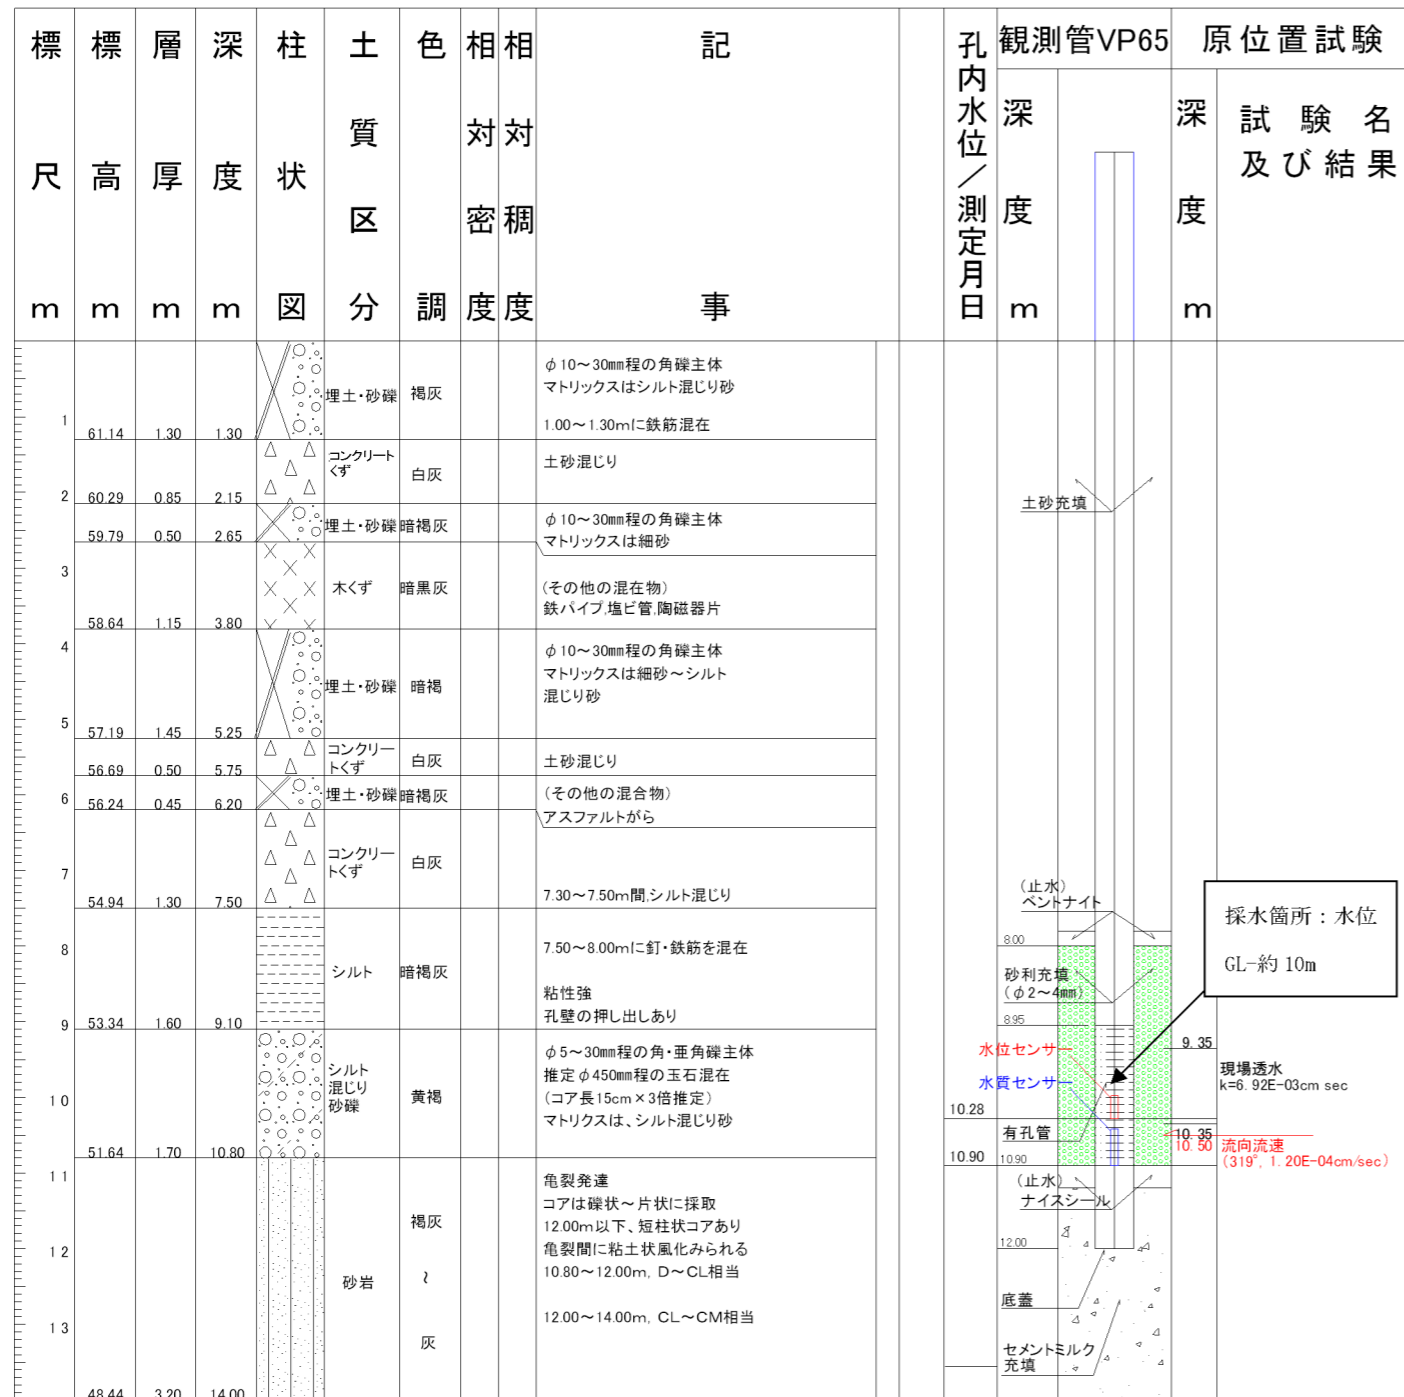 標尺m
標高m
層厚m
深度m
柱状図
土質区分
色調
相対密度
相対稠度
記事
孔内水位／測定月日
観測管VP65
深度m
原位置試験
深度m
試験名
及び結果
1
61.14 1.30 1.30
埋土・砂礫
褐灰
φ10～30mm程の角礫主体
マトリックスはシルト混じり砂
1.00～1.30mに鉄筋混在
2
60.29 0.85 2.15
コンクリート
くず
白灰
土砂混じり
59.79 0.50 2.65
埋土・砂礫
暗褐灰
φ10～30mm程の角礫主体
マトリックスは細砂
3
58.64 1.15 3.80
木くず
暗黒灰
(その他の混在物)
鉄パイプ,塩ビ管,陶磁器片
4
5
57.19 1.45 5.25
埋土・砂礫
暗褐
φ10～30mm程の角礫主体
マトリックスは細砂～シルト
混じり砂
56.69 0.50 5.75
コンクリー
トくず
白灰
土砂混じり
6
56.24 0.45 6.20
埋土・砂礫
暗褐灰
(その他の混合物)
アスファルトがら
7
54.94 1.30 7.50
コンクリー
トくず
白灰
7.30～7.50m間,シルト混じり
8
9
53.34 1.60 9.10
シルト
暗褐灰
7.50～8.00mに釘・鉄筋を混在
粘性強
孔壁の押し出しあり
10
51.64 1.70 10.80
シルト
混じり
砂礫
黄褐
φ5～30mm程の角・亜角礫主体
推定φ450mm程の玉石混在
(コア長15cm×3倍推定)
マトリクスは、シルト混じり砂
11
12
13
48.44 3.20 14.00
砂岩
褐灰
～
灰
亀裂発達
コアは礫状～片状に採取
12.00m以下、短柱状コアあり
亀裂間に粘土状風化みられる
10.80～12.00m, D～CL相当
12.00～14.00m, CL～CM相当
10.28
10.90
土砂充填
(止水)
ベントナイト
8.00
砂利充填
(φ2～4mm)
8.95
水位センサ
水質センサ
有孔管
10.90
(止水)
ナイスシール
12.00
底蓋
セメントミルク
充填
採水箇所：水位
GL-約10m
9.35
現場透水
k=6.92E-03cm sec
10.35
10.50
流向流速
(319°, 1.20E-04cm/sec)